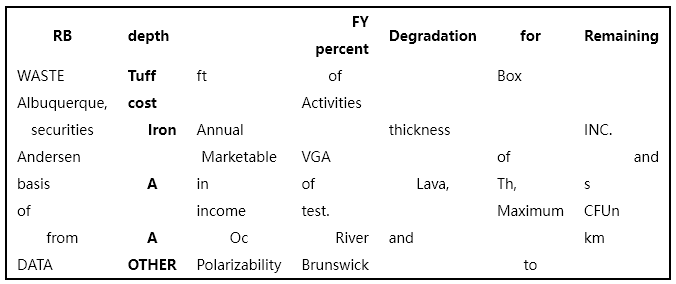 RB depth FY percent Degradation for Remaining
WASTE Tuff ft of Box
Albuquerque, cost Activities
securities Iron Annual thickness INC.
Andersen Marketable VGA of and
basis A in of Lava, Th, s
of income test. Maximum CFUn
from A Oc River and km
DATA OTHER Polarizability Brunswick to